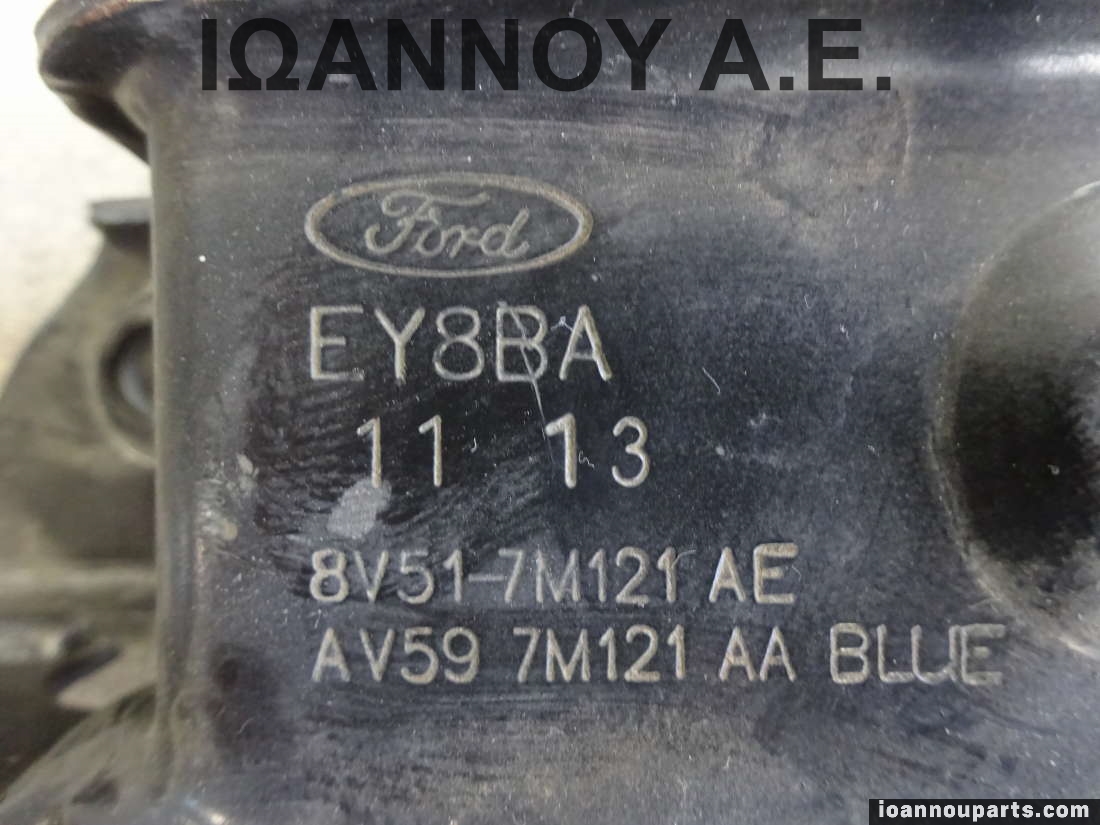 ΙΩΑΝΝΟΥ Α.Ε.
Ford
EY8BA
11 13
8V51-7M121 AE
AV59 7M121 AA BLUE
ioannouparts.com